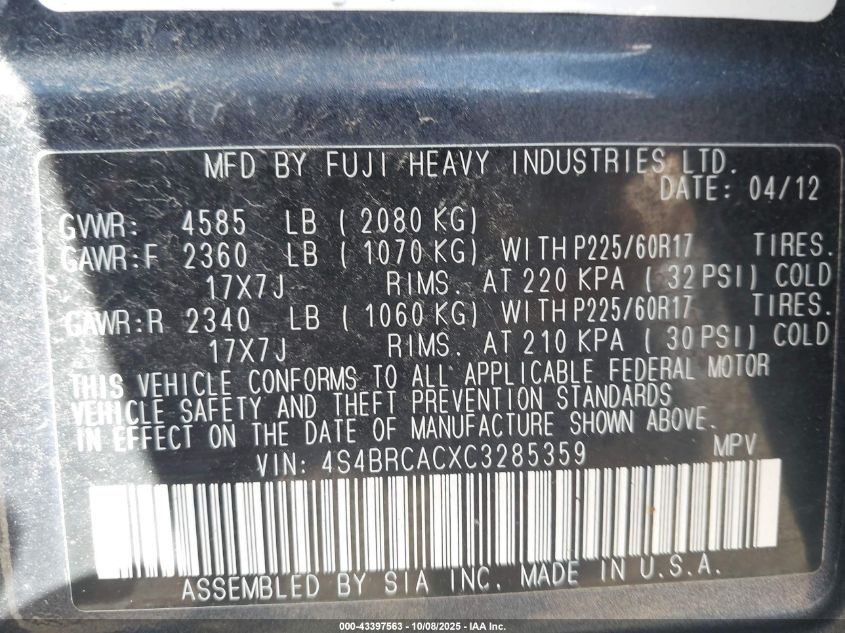 MFD BY FUJI HEAVY INDUSTRIES LTD.
DATE: 04/12
GVWR: 4585 LB ( 2080 KG)
GAWR:F 2360 LB ( 1070 KG) WITH P225/60R17 TIRES.
17X7J RIMS. AT 220 KPA ( 32 PSI) COLD
GAWR:R 2340 LB ( 1060 KG) WITH P225/60R17 TIRES.
17X7J RIMS. AT 210 KPA ( 30 PSI) COLD
THIS VEHICLE CONFORMS TO ALL APPLICABLE FEDERAL MOTOR
VEHICLE SAFETY AND THEFT PREVENTION STANDARDS
IN EFFECT ON THE DATE OF MANUFACTURE SHOWN ABOVE.
VIN: 4S4BRCACXC3285359 MPV
ASSEMBLED BY SIA INC. MADE IN U.S.A.
000-43397563 - 10/08/2025 - IAA Inc.